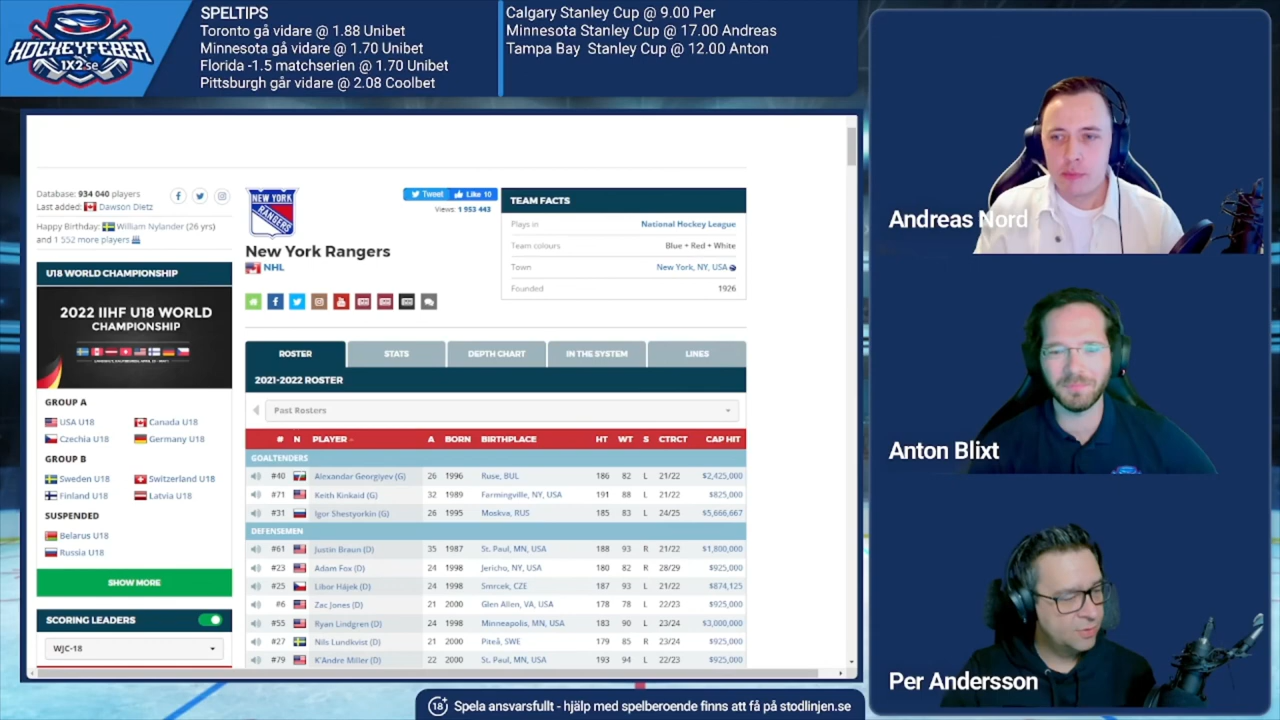 HOCKEYFEBER
1X2.se
SPELTIPS
Toronto gå vidare @ 1.88 Unibet
Minnesota gå vidare @ 1.70 Unibet
Florida -1.5 matchserien @ 1.70 Unibet
Pittsburgh går vidare @ 2.08 Coolbet
Calgary Stanley Cup @ 9.00 Per
Minnesota Stanley Cup @ 17.00 Andreas
Tampa Bay Stanley Cup @ 12.00 Anton
Database: 934 040 players
Last added: Dawson Dietz
Happy Birthday: William Nylander (26 yrs)
and 1 552 more players
U18 WORLD CHAMPIONSHIP
2022 IIHF U18 WORLD
CHAMPIONSHIP
GROUP A
USA U18 Canada U18
Czechia U18 Germany U18
GROUP B
Sweden U18 Switzerland U18
Finland U18 Latvia U18
SUSPENDED
Belarus U18
Russia U18
SHOW MORE
SCORING LEADERS
WJC-18
NEW YORK
RANGERS
Tweet Like 10
Views: 1 953 443
New York Rangers
NHL
TEAM FACTS
Plays in National Hockey League
Team colours Blue + Red + White
Town New York, NY, USA
Founded 1926
ROSTER STATS DEPTH CHART IN THE SYSTEM LINES
2021-2022 ROSTER
Past Rosters
# N PLAYER A BORN BIRTHPLACE HT WT S CTRCT CAP HIT
GOALTENDERS
#40 Alexandar Georgiyev (G) 26 1996 Ruse, BUL 186 82 L 21/22 $2,425,000
#71 Keith Kinkaid (G) 32 1989 Farmingville, NY, USA 191 88 L 21/22 $825,000
#31 Igor Shestyorkin (G) 26 1995 Moskva, RUS 185 83 L 24/25 $5,666,667
DEFENSEMEN
#61 Justin Braun (D) 35 1987 St. Paul, MN, USA 188 93 R 21/22 $1,800,000
#23 Adam Fox (D) 24 1998 Jericho, NY, USA 180 82 R 28/29 $925,000
#25 Libor Hájek (D) 24 1998 Smrcek, CZE 187 93 L 21/22 $874,125
#6 Zac Jones (D) 21 2000 Glen Allen, VA, USA 178 78 L 22/23 $925,000
#55 Ryan Lindgren (D) 24 1998 Minneapolis, MN, USA 183 90 L 23/24 $3,000,000
#27 Nils Lundkvist (D) 21 2000 Piteå, SWE 179 85 R 23/24 $925,000
#79 K'Andre Miller (D) 22 2000 St. Paul, MN, USA 193 94 L 22/23 $925,000
Andreas Nord
Anton Blixt
Per Andersson
18+ Spela ansvarsfullt - hjälp med spelberoende finns att få på stodlinjen.se